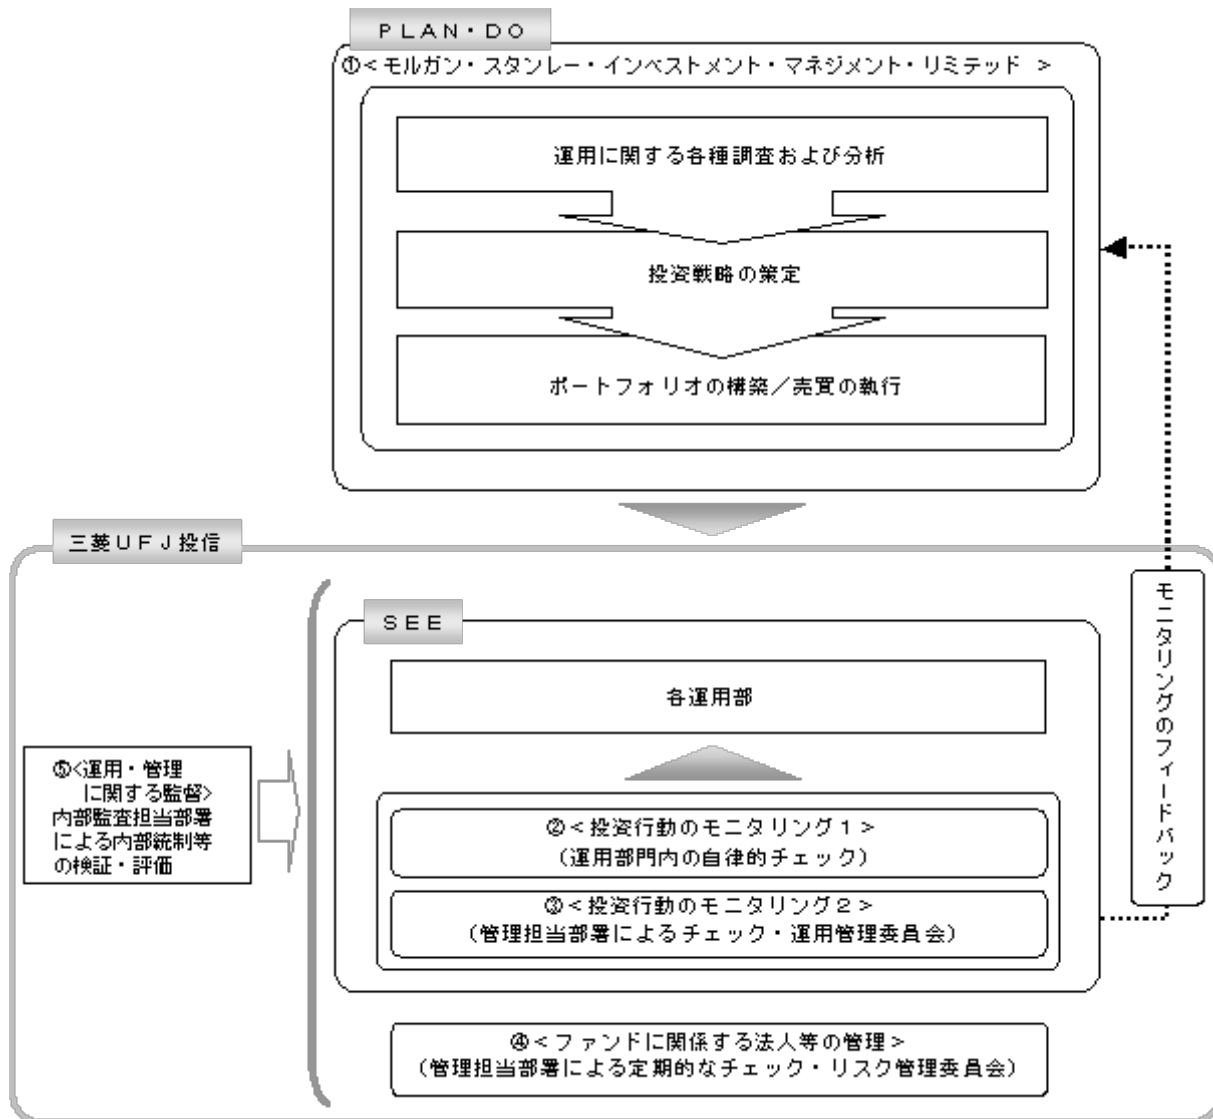 ＰＬＡＮ・ＤＯ
①＜モルガン・スタンレー・インベストメント・マネジメント・リミテッド ＞
運用に関する各種調査および分析
投資戦略の策定
ポートフォリオの構築／売買の執行
三菱ＵＦＪ投信
ＳＥＥ
各運用部
⑤<運用・管理
に関する監督>
内部監査担当部署
による内部統制等
の検証・評価
②＜投資行動のモニタリング１＞
（運用部門内の自律的チェック）
③＜投資行動のモニタリング２＞
（管理担当部署によるチェック・運用管理委員会）
④＜ファンドに関係する法人等の管理＞
（管理担当部署による定期的なチェック・リスク管理委員会）
モニタリングのフィードバック